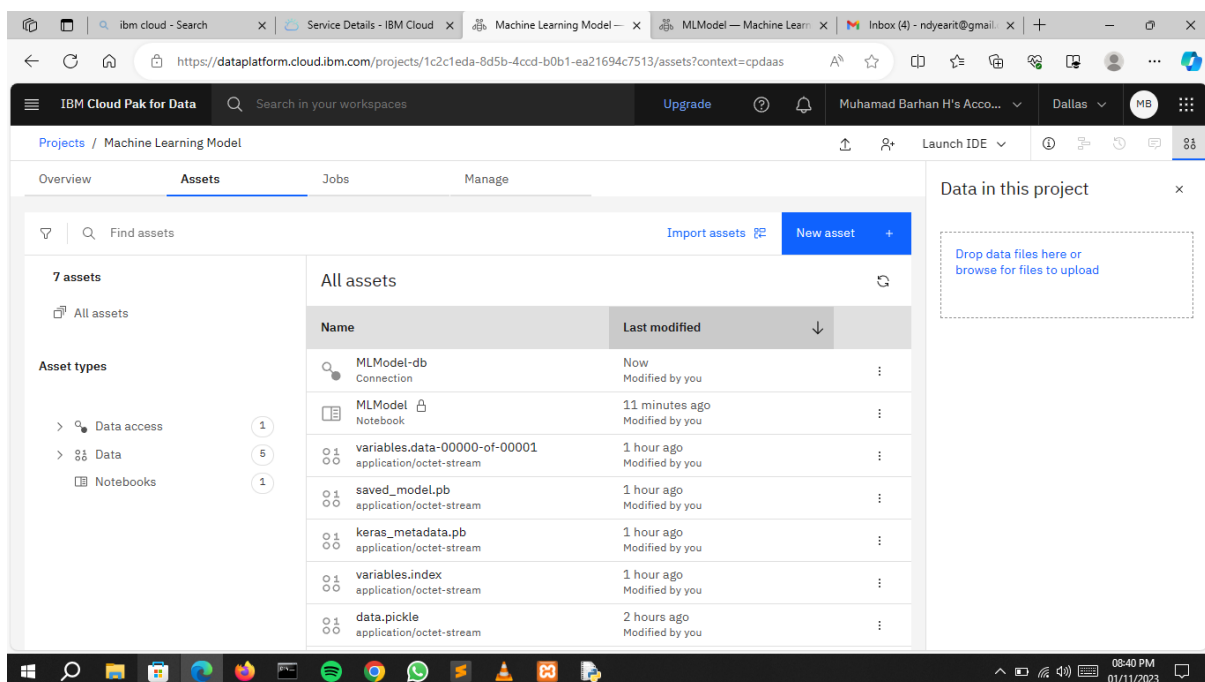 ibm cloud - Search
Service Details - IBM Cloud
Machine Learning Model —
MLModel — Machine Learn
Inbox (4) - ndyearit@gmail.
https://dataplatform.cloud.ibm.com/projects/1c2c1eda-8d5b-4ccd-b0b1-ea21694c7513/assets?context=cpdaas
IBM Cloud Pak for Data
Search in your workspaces
Upgrade
Muhamad Barhan H's Acco...
Dallas
MB
Projects / Machine Learning Model
Launch IDE
Overview
Assets
Jobs
Manage
Data in this project
Find assets
Import assets
New asset +
Drop data files here or
browse for files to upload
7 assets
All assets
All assets
Name
Last modified
Asset types
Data access 1
Data 5
Notebooks 1
MLModel-db
Connection
Now
Modified by you
MLModel
Notebook
11 minutes ago
Modified by you
variables.data-00000-of-00001
application/octet-stream
1 hour ago
Modified by you
saved_model.pb
application/octet-stream
1 hour ago
Modified by you
keras_metadata.pb
application/octet-stream
1 hour ago
Modified by you
variables.index
application/octet-stream
1 hour ago
Modified by you
data.pickle
application/octet-stream
2 hours ago
Modified by you
08:40 PM
01/11/2023